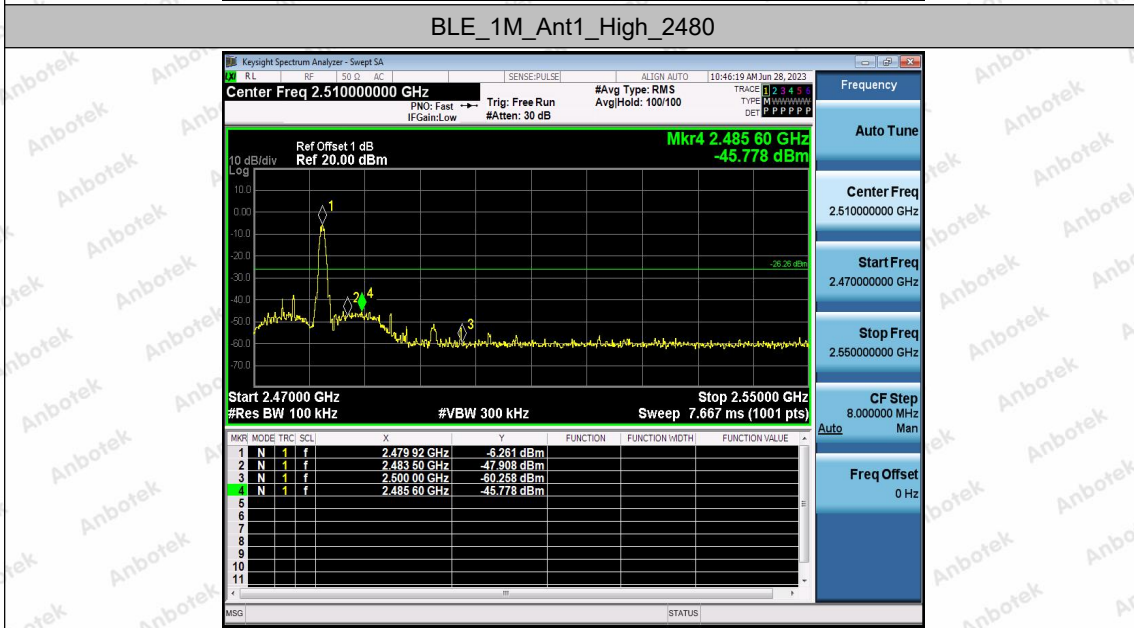 BLE_1M_Ant1_High_2480
Keysight Spectrum Analyzer - Swept SA
RL RF 50 Ω AC SENSE:PULSE ALIGN AUTO 10:46:19 AM Jun 28, 2023
Center Freq 2.510000000 GHz
PNO: Fast
IFGain:Low
Trig: Free Run
#Atten: 30 dB
#Avg Type: RMS
Avg|Hold: 100/100
TRACE 1 2 3 4 5 6
TYPE M W W W W W
DET P P P P P P
Frequency
Auto Tune
Center Freq
2.510000000 GHz
Start Freq
2.470000000 GHz
Stop Freq
2.550000000 GHz
CF Step
8.000000 MHz
Auto Man
Freq Offset
0 Hz
Mkr4 2.485 60 GHz
-45.778 dBm
Ref Offset 1 dB
10 dB/div Ref 20.00 dBm
Log
10.0
0.00
-10.0
-20.0
-30.0
-40.0
-50.0
-60.0
-70.0
1
2
4
3
-26.26 dBm
Start 2.47000 GHz Stop 2.55000 GHz
#Res BW 100 kHz #VBW 300 kHz Sweep 7.667 ms (1001 pts)
MKR MODE TRC SCL X Y FUNCTION FUNCTION WIDTH FUNCTION VALUE
1 N 1 f 2.479 92 GHz -6.261 dBm
2 N 1 f 2.483 50 GHz -47.908 dBm
3 N 1 f 2.500 00 GHz -60.258 dBm
4 N 1 f 2.485 60 GHz -45.778 dBm
5
6
7
8
9
10
11
MSG STATUS
Anbotek